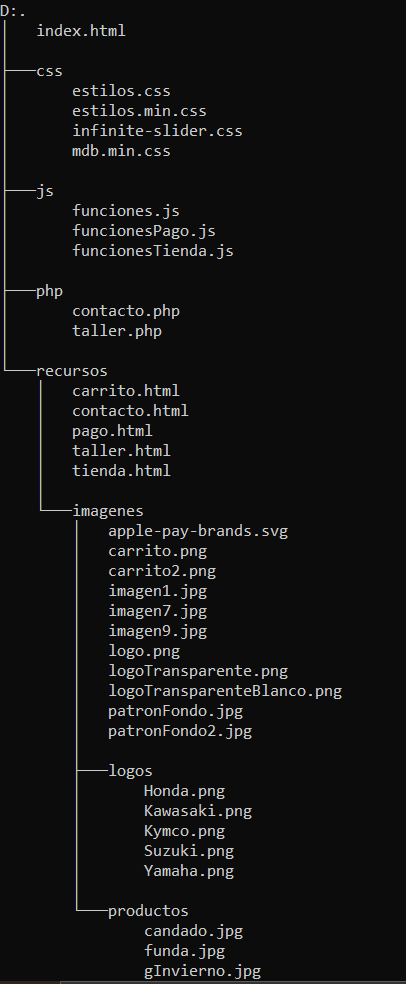 D:.
index.html
css
estilos.css
estilos.min.css
infinite-slider.css
mdb.min.css
js
funciones.js
funcionesPago.js
funcionesTienda.js
php
contacto.php
taller.php
recursos
carrito.html
contacto.html
pago.html
taller.html
tienda.html
imagenes
apple-pay-brands.svg
carrito.png
carrito2.png
imagen1.jpg
imagen7.jpg
imagen9.jpg
logo.png
logoTransparente.png
logoTransparenteBlanco.png
patronFondo.jpg
patronFondo2.jpg
logos
Honda.png
Kawasaki.png
Kymco.png
Suzuki.png
Yamaha.png
productos
candado.jpg
funda.jpg
gInvierno.jpg